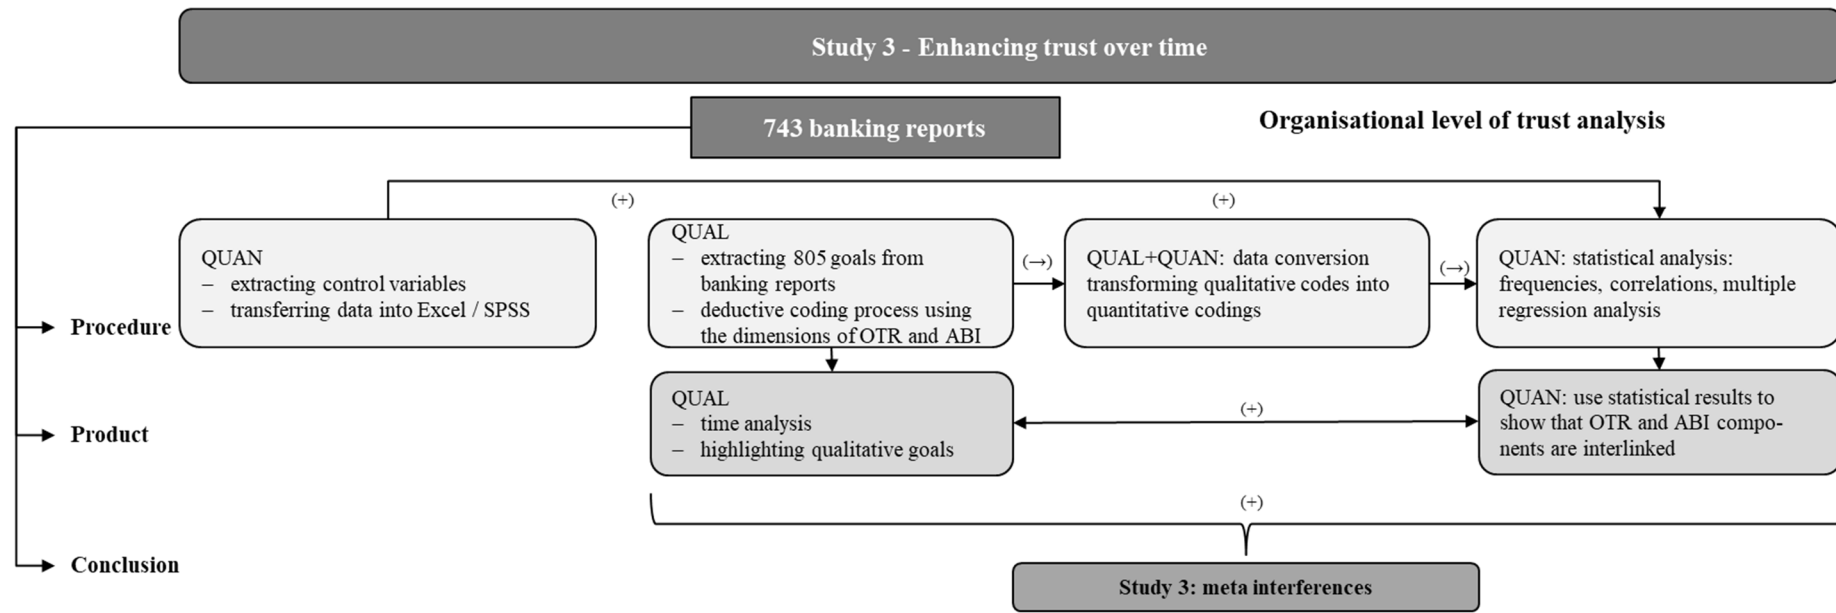 Study 3 - Enhancing trust over time
743 banking reports
Organisational level of trust analysis
(+)
(+)
Procedure
QUAN
– extracting control variables
– transferring data into Excel / SPSS
QUAL
– extracting 805 goals from
banking reports
– deductive coding process using
the dimensions of OTR and ABI
(→)
QUAL+QUAN: data conversion
transforming qualitative codes into
quantitative codings
(→)
QUAN: statistical analysis:
frequencies, correlations, multiple
regression analysis
Product
QUAL
– time analysis
– highlighting qualitative goals
(+)
QUAN: use statistical results to
show that OTR and ABI compo-
nents are interlinked
(+)
Conclusion
Study 3: meta interferences